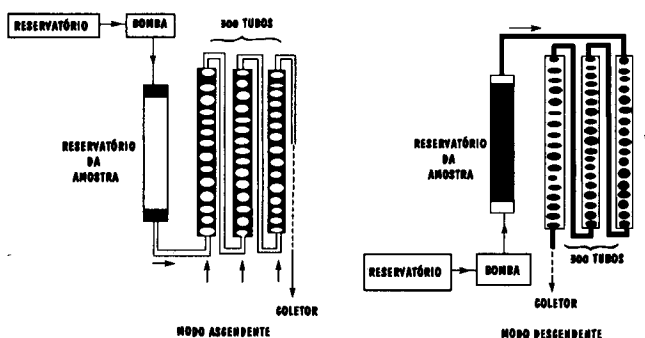 RESERVATÓRIO
BOMBA
300 TUBOS
RESERVATÓRIO
DA
AMOSTRA
COLETOR
MODO ASCENDENTE
RESERVATÓRIO
DA
AMOSTRA
RESERVATÓRIO
BOMBA
300 TUBOS
COLETOR
MODO DESCENDENTE